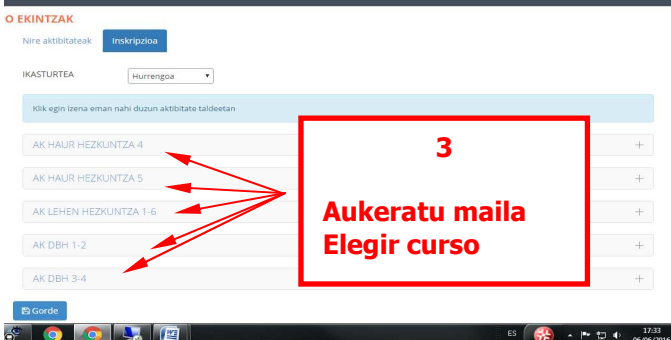 O EKINTZAK
Nire aktibitateak Inskripzioa
IKASTURTEA Hurrengoa
Klik egin izena eman nahi duzun aktibitate taldeetan
AK HAUR HEZKUNTZA 4
AK HAUR HEZKUNTZA 5
AK LEHEN HEZKUNTZA 1-6
AK DBH 1-2
AK DBH 3-4
3
Aukeratu maila
Elegir curso
Gorde
ES 17:33